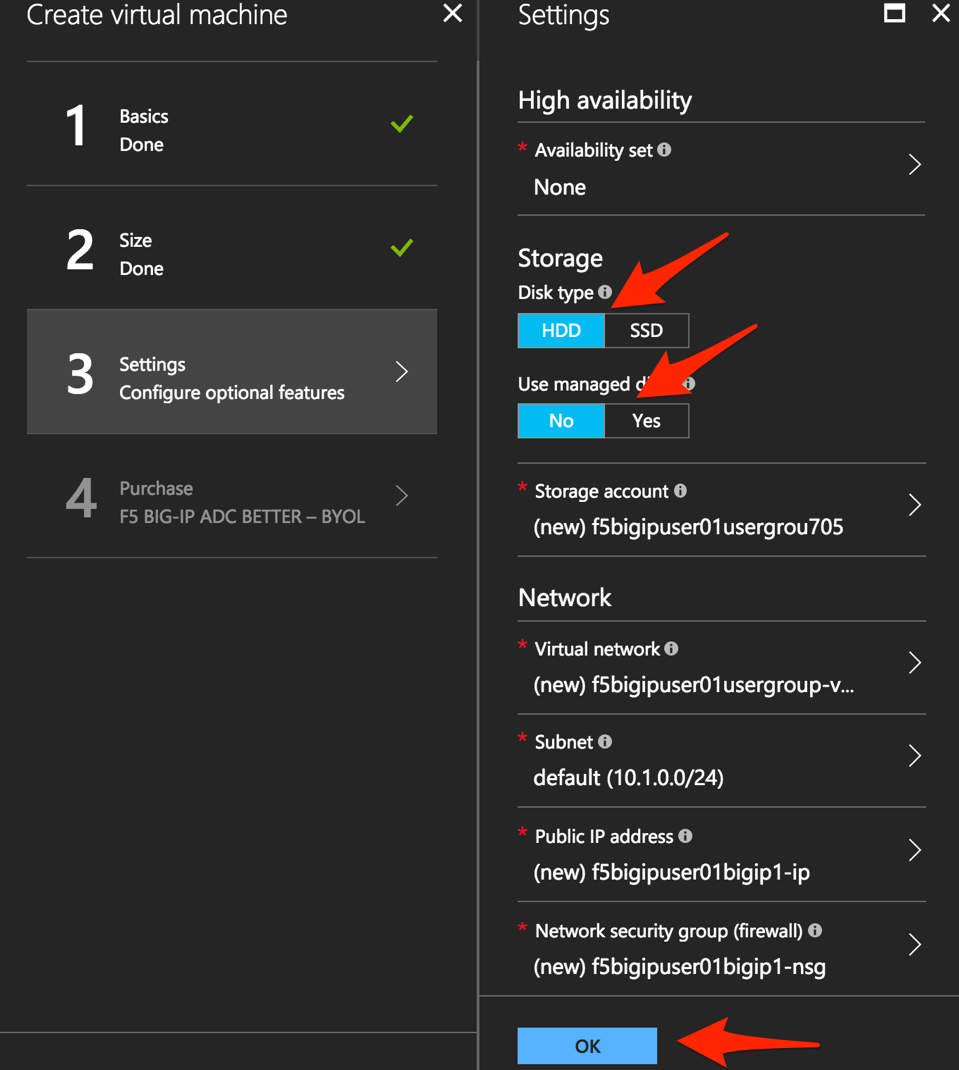 Create virtual machine
1
Basics
Done
2
Size
Done
3
Settings
Configure optional features
4
Purchase
F5 BIG-IP ADC BETTER – BYOL
Settings
High availability
* Availability set
None
Storage
Disk type
HDD SSD
Use managed
No Yes
* Storage account
(new) f5bigipuser01usergrou705
Network
* Virtual network
(new) f5bigipuser01usergroup-v...
* Subnet
default (10.1.0.0/24)
* Public IP address
(new) f5bigipuser01bigip1-ip
* Network security group (firewall)
(new) f5bigipuser01bigip1-nsg
OK